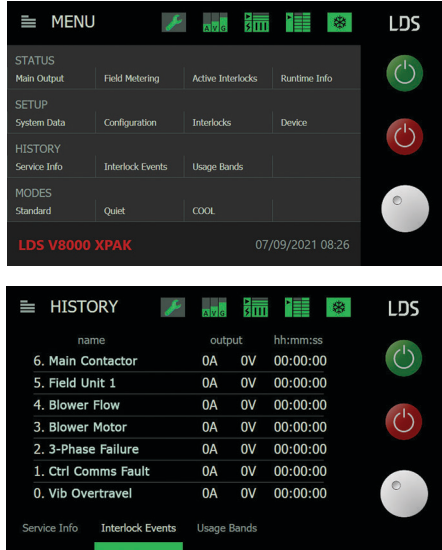 MENU
LDS
STATUS
Main Output Field Metering Active Interlocks Runtime Info
SETUP
System Data Configuration Interlocks Device
HISTORY
Service Info Interlock Events Usage Bands
MODES
Standard Quiet COOL
LDS V8000 XPAK 07/09/2021 08:26
HISTORY
LDS
name output hh:mm:ss
6. Main Contactor 0A 0V 00:00:00
5. Field Unit 1 0A 0V 00:00:00
4. Blower Flow 0A 0V 00:00:00
3. Blower Motor 0A 0V 00:00:00
2. 3-Phase Failure 0A 0V 00:00:00
1. Ctrl Comms Fault 0A 0V 00:00:00
0. Vib Overtravel 0A 0V 00:00:00
Service Info Interlock Events Usage Bands